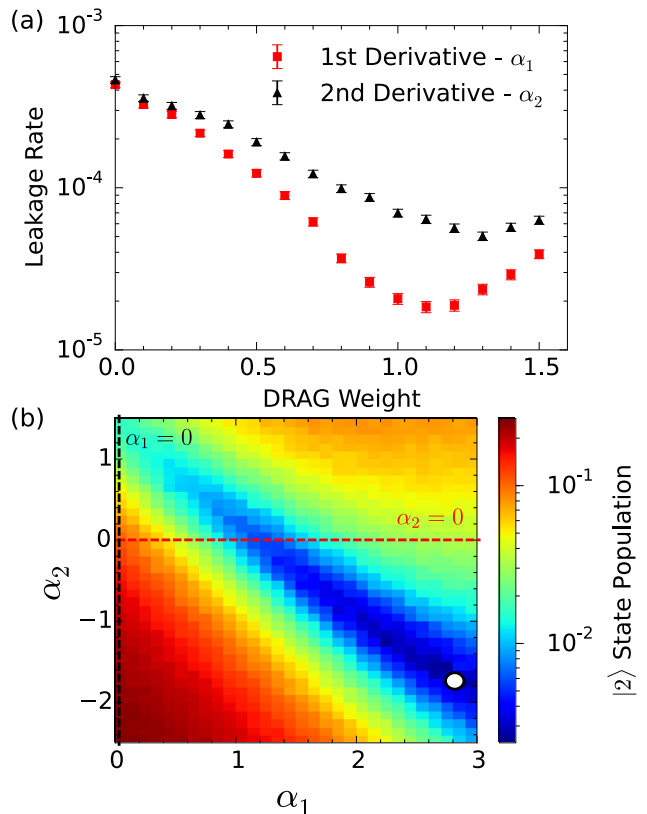 (a)
10⁻³
10⁻⁴
10⁻⁵
Leakage Rate
1st Derivative - α₁
2nd Derivative - α₂
0.0 0.5 1.0 1.5
DRAG Weight
(b)
α₁ = 0
α₂ = 0
1
0
−1
−2
α₂
0 1 2 3
α₁
10⁻¹
10⁻²
|2⟩ State Population